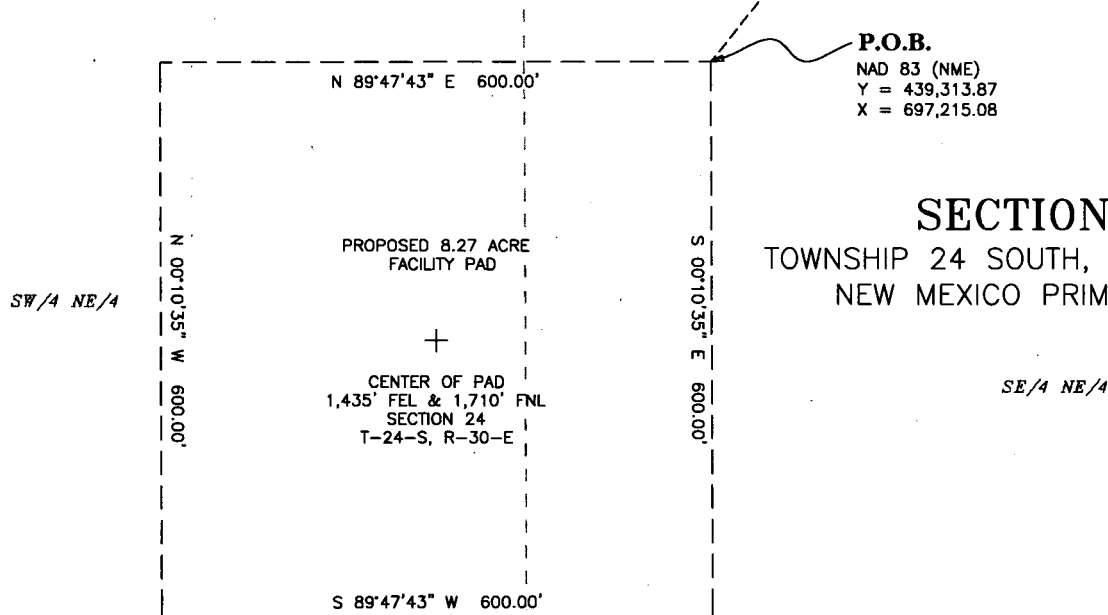 P.O.B.
NAD 83 (NME)
Y = 439,313.87
X = 697,215.08
N 89°47'43" E 600.00'
SECTION
TOWNSHIP 24 SOUTH,
NEW MEXICO PRIM
PROPOSED 8.27 ACRE
FACILITY PAD
N 00°10'35" W 600.00'
S 00°10'35" E 600.00'
SW/4 NE/4
CENTER OF PAD
1,435' FEL & 1,710' FNL
SECTION 24
T-24-S, R-30-E
SE/4 NE/4
S 89°47'43" W 600.00'